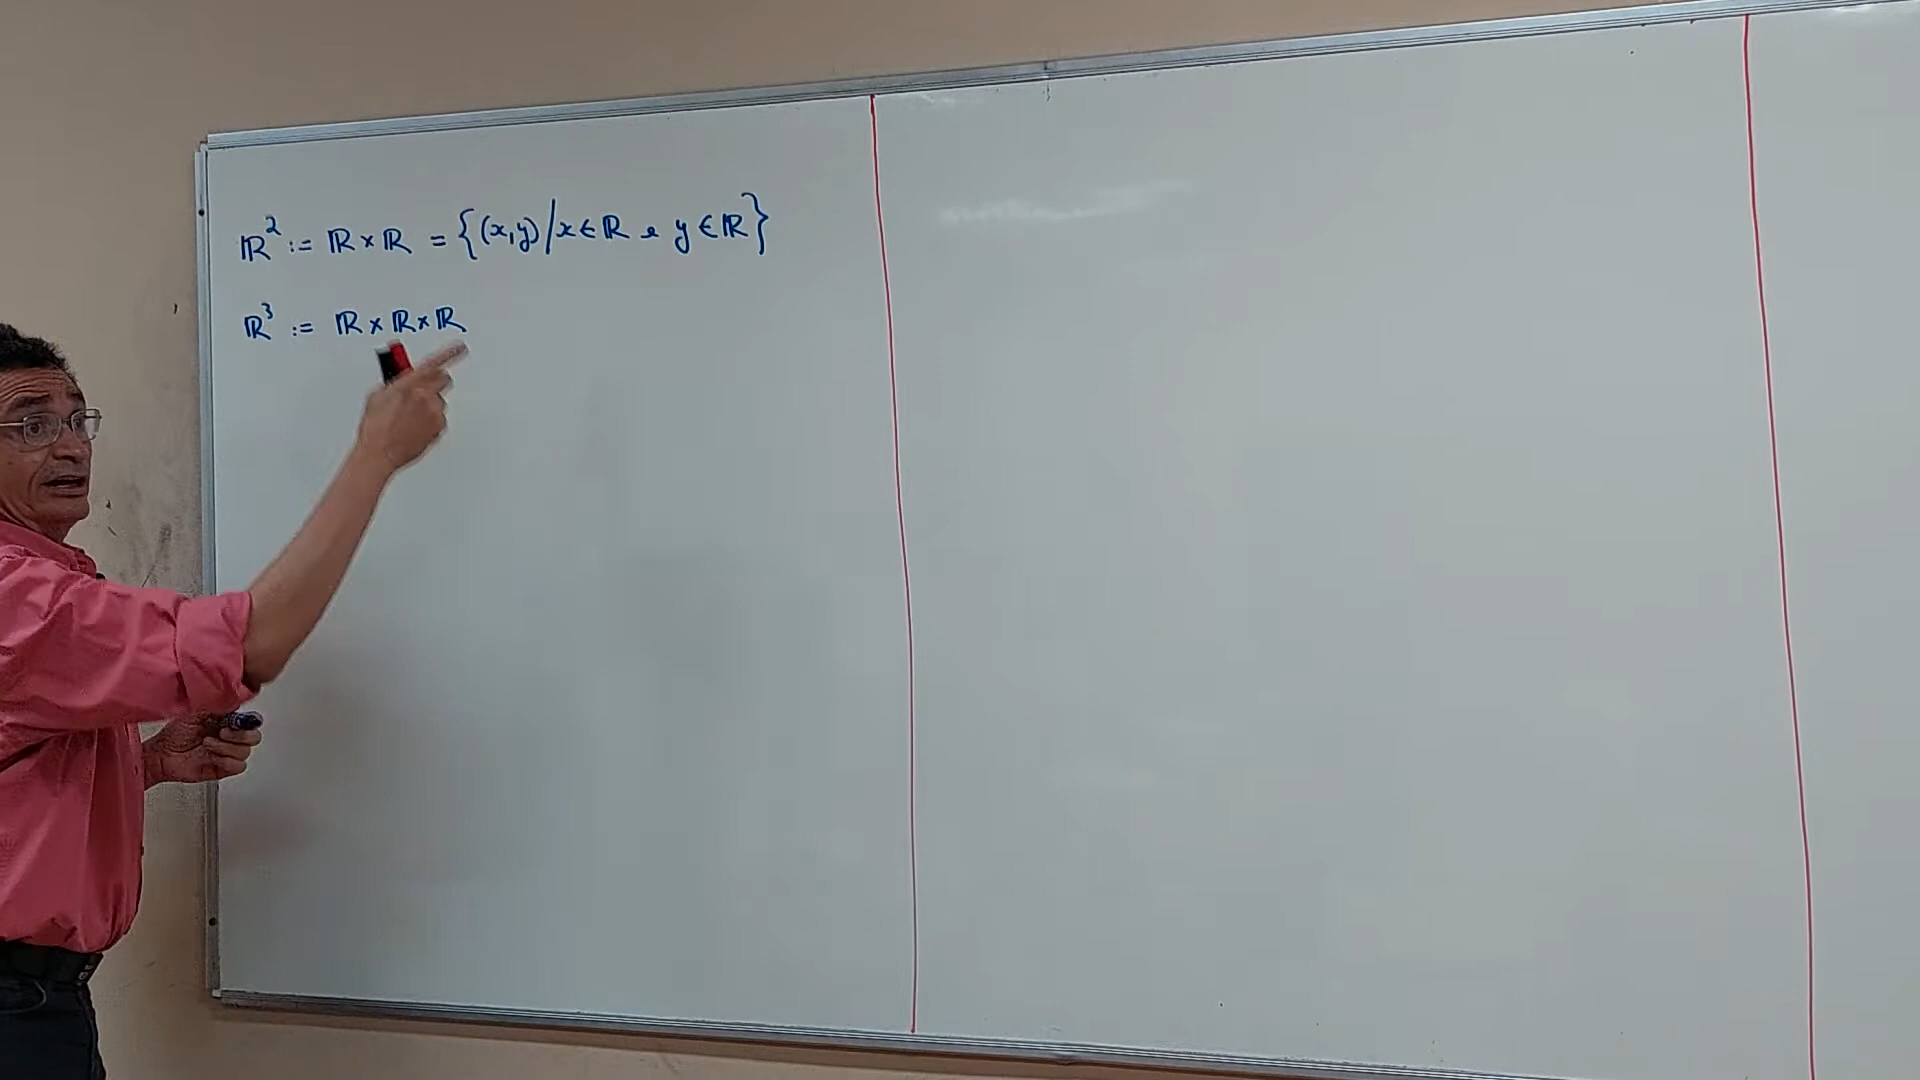 ℝ² := ℝ × ℝ = {(x,y)/x∈ℝ e y∈ℝ}
ℝ³ := ℝ × ℝ × ℝ